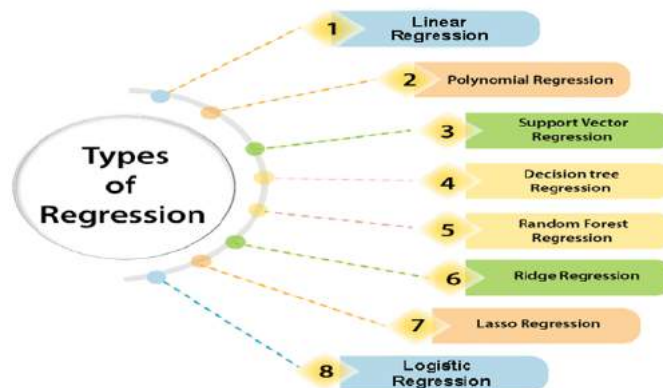 Types
of
Regression
1
Linear
Regression
2
Polynomial Regression
3
Support Vector
Regression
4
Decision tree
Regression
5
Random Forest
Regression
6
Ridge Regression
7
Lasso Regression
8
Logistic
Regression